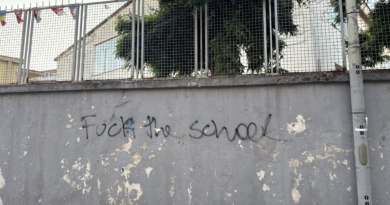 Fuck the school